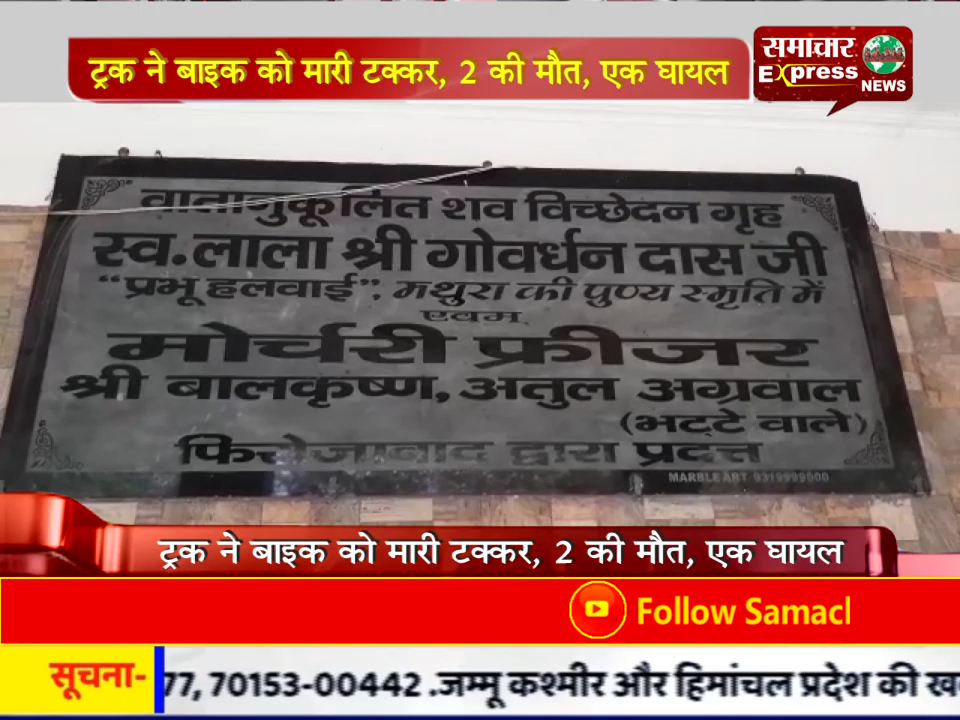 ट्रक ने बाइक को मारी टक्कर, 2 की मौत, एक घायल
समाचार
Express
NEWS
वातानुकूलित शव विच्छेदन गृह
स्व.लाला श्री गोवर्धन दास जी
"प्रभू हलवाई", मथुरा की पुण्य स्मृति में
एवम्
मोर्चरी फ्रीजर
श्री बालकृष्ण, अतुल अग्रवाल
(भट्टे वाले)
फिरोजाबाद द्वारा प्रदत्त
MARBLE ART 9319999000
ट्रक ने बाइक को मारी टक्कर, 2 की मौत, एक घायल
Follow Samacl
सूचना- 77, 70153-00442 .जम्मू कश्मीर और हिमांचल प्रदेश की ख